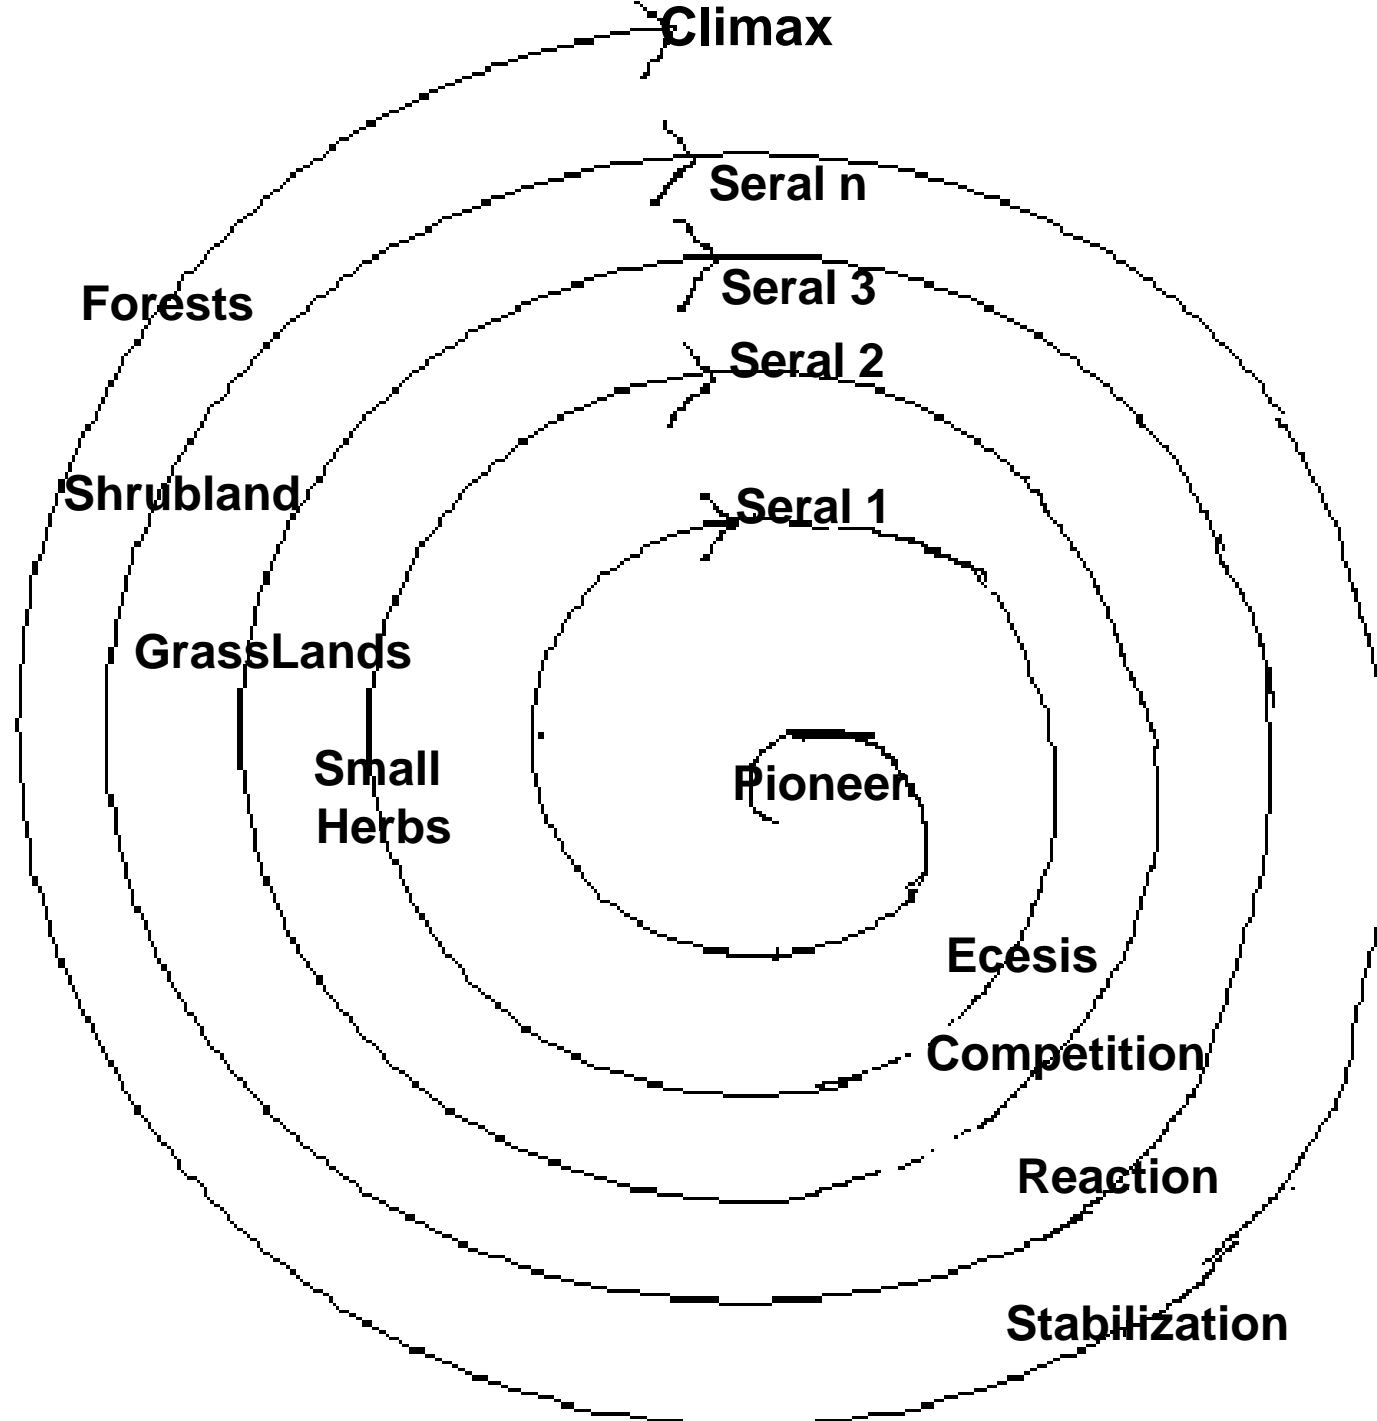 Climax
Seral n
Seral 3
Forests
Seral 2
Shrubland
Seral 1
GrassLands
Small
Herbs
Pioneer
Ecesis
Competition
Reaction
Stabilization